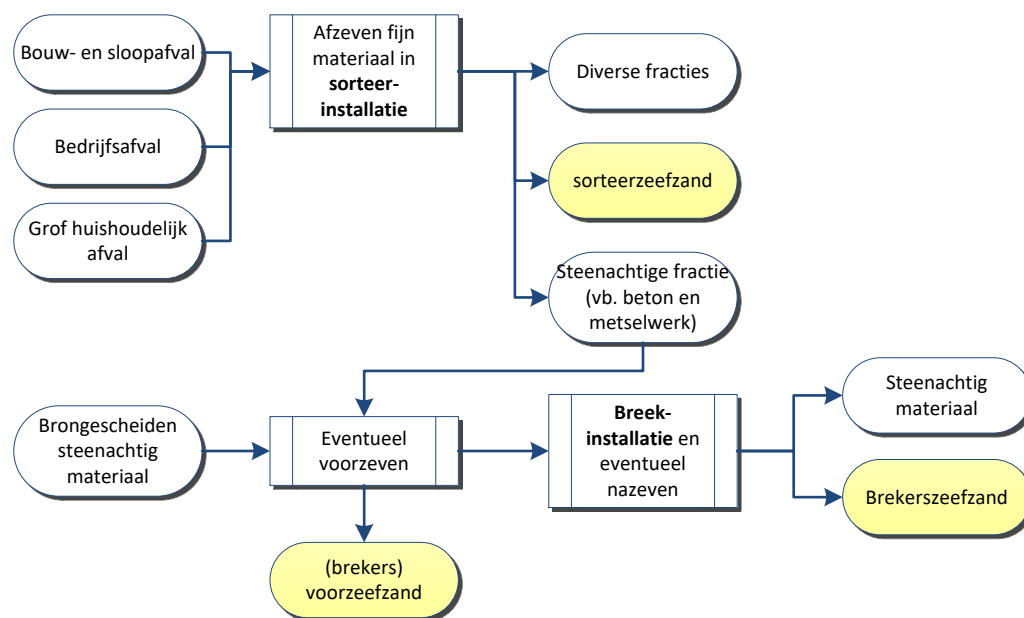 Bouw- en sloopafval
Bedrijfsafval
Grof huishoudelijk
afval
Afzeven fijn
materiaal in
sorteer-
installatie
Diverse fracties
sorteerzeefzand
Steenachtige fractie
(vb. beton en
metselwerk)
Brongescheiden
steenachtig
materiaal
Eventueel
voorzeven
(brekers)
voorzeefzand
Breek-
installatie en
eventueel
nazeven
Steenachtig
materiaal
Brekerszeefzand